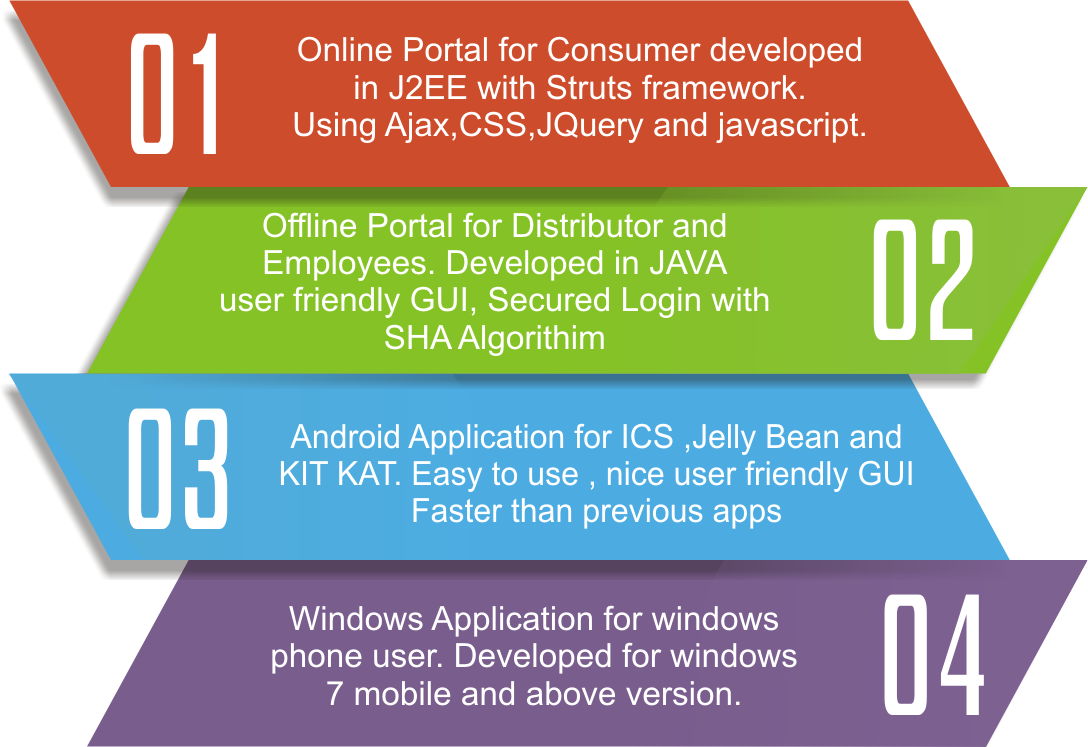 01
Online Portal for Consumer developed
in J2EE with Struts framework.
Using Ajax,CSS,JQuery and javascript.
Offline Portal for Distributor and
Employees. Developed in JAVA
user friendly GUI, Secured Login with
SHA Algorithim
02
03
Android Application for ICS ,Jelly Bean and
KIT KAT. Easy to use , nice user friendly GUI
Faster than previous apps
Windows Application for windows
phone user. Developed for windows
7 mobile and above version.
04